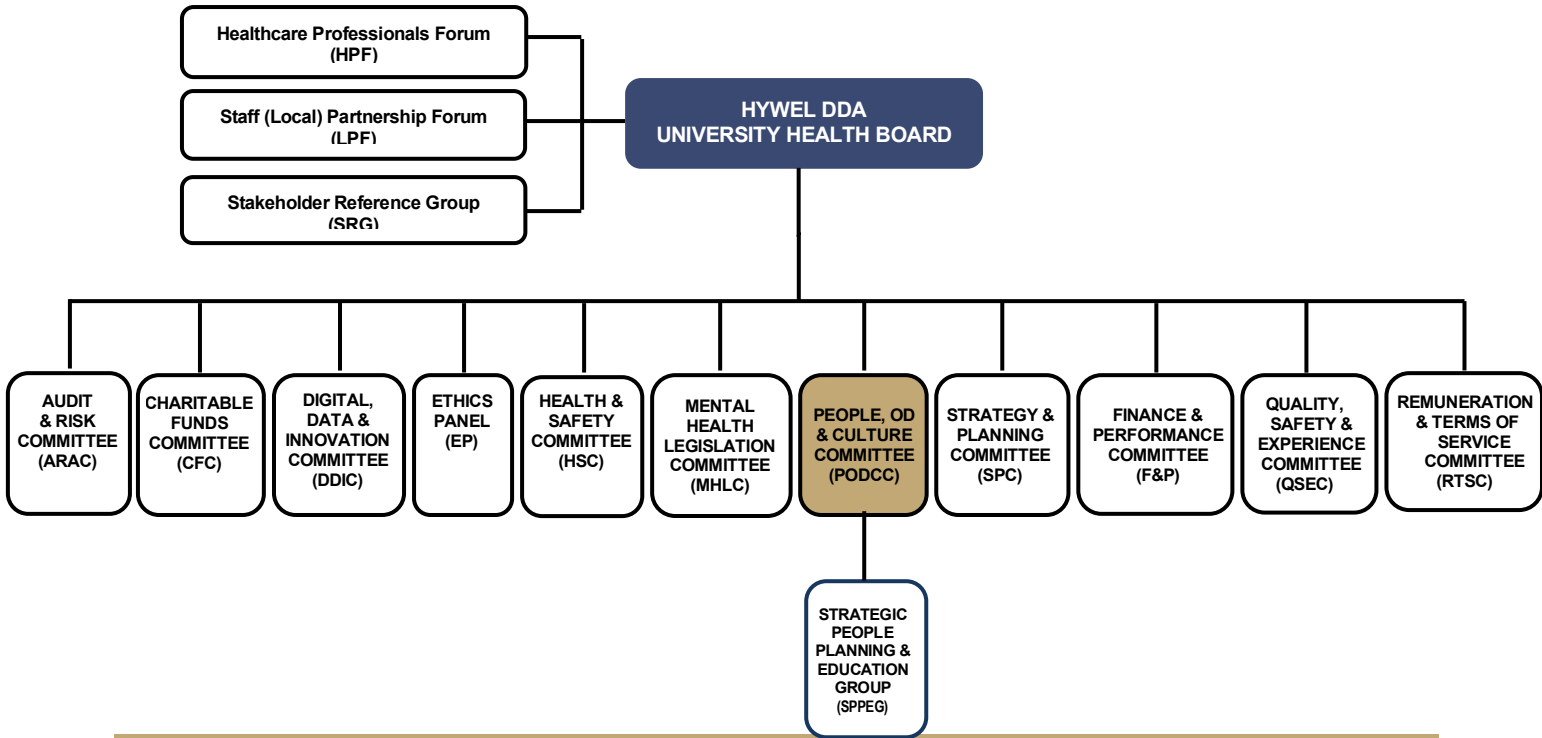 Healthcare Professionals Forum
(HPF)
HYWEL DDA
UNIVERSITY HEALTH BOARD
Staff (Local) Partnership Forum
(LPF)
Stakeholder Reference Group
(SRG)
AUDIT
& RISK
COMMITTEE
(ARAC)
CHARITABLE
FUNDS
COMMITTEE
(CFC)
DIGITAL,
DATA &
INNOVATION
COMMITTEE
(DDIC)
ETHICS
PANEL
(EP)
HEALTH &
SAFETY
COMMITTEE
(HSC)
MENTAL
HEALTH
LEGISLATION
COMMITTEE
(MHLC)
PEOPLE, OD
& CULTURE
COMMITTEE
(PODCC)
STRATEGY &
PLANNING
COMMITTEE
(SPC)
FINANCE &
PERFORMANCE
COMMITTEE
(F&P)
QUALITY,
SAFETY &
EXPERIENCE
COMMITTEE
(QSEC)
REMUNERATION
& TERMS OF
SERVICE
COMMITTEE
(RTSC)
STRATEGIC
PEOPLE
PLANNING &
EDUCATION
GROUP
(SPPEG)